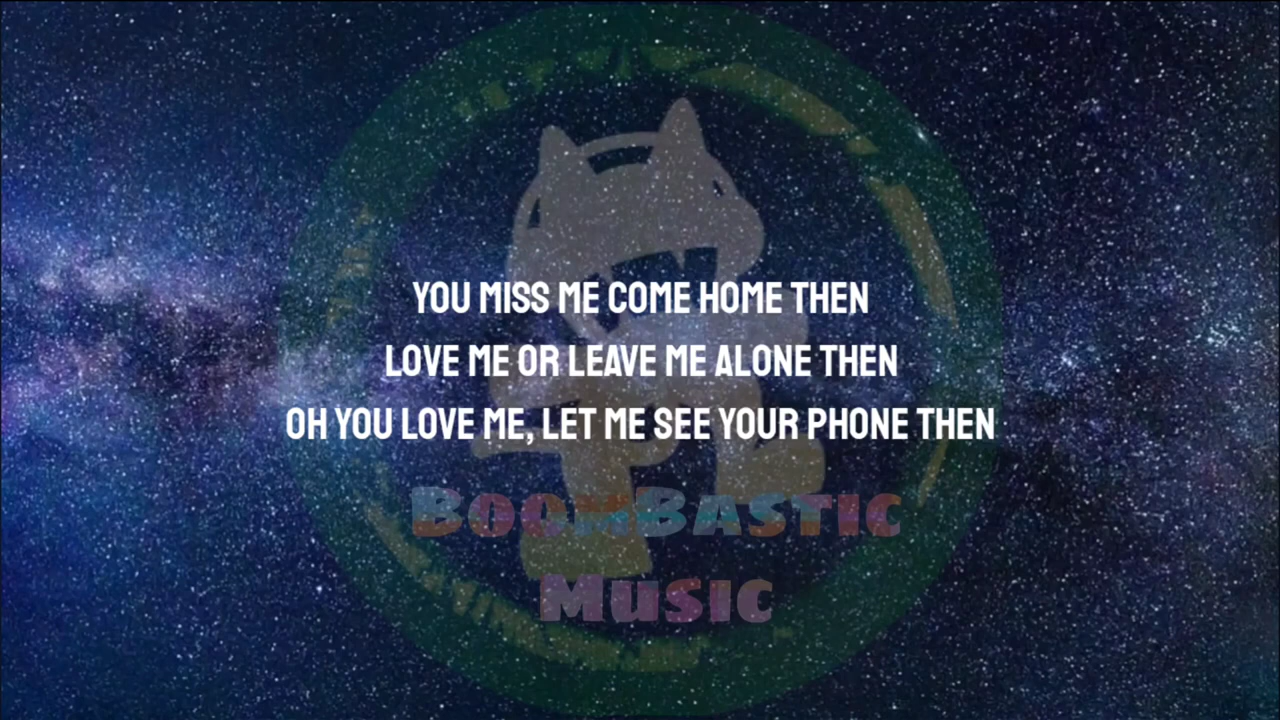 YOU MISS ME COME HOME THEN
LOVE ME OR LEAVE ME ALONE THEN
OH YOU LOVE ME, LET ME SEE YOUR PHONE THEN
BoomBastic
Music